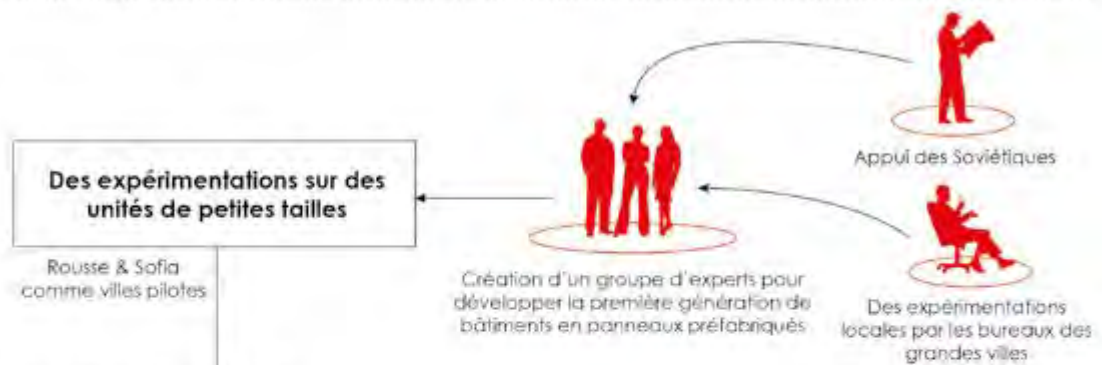 Des expérimentations sur des
unités de petites tailles
Rousse & Sofia
comme villes pilotes
Création d'un groupe d'experts pour
développer la première génération de
bâtiments en panneaux préfabriqués
Appui des Soviétiques
Des expérimentations
locales par les bureaux des
grandes villes